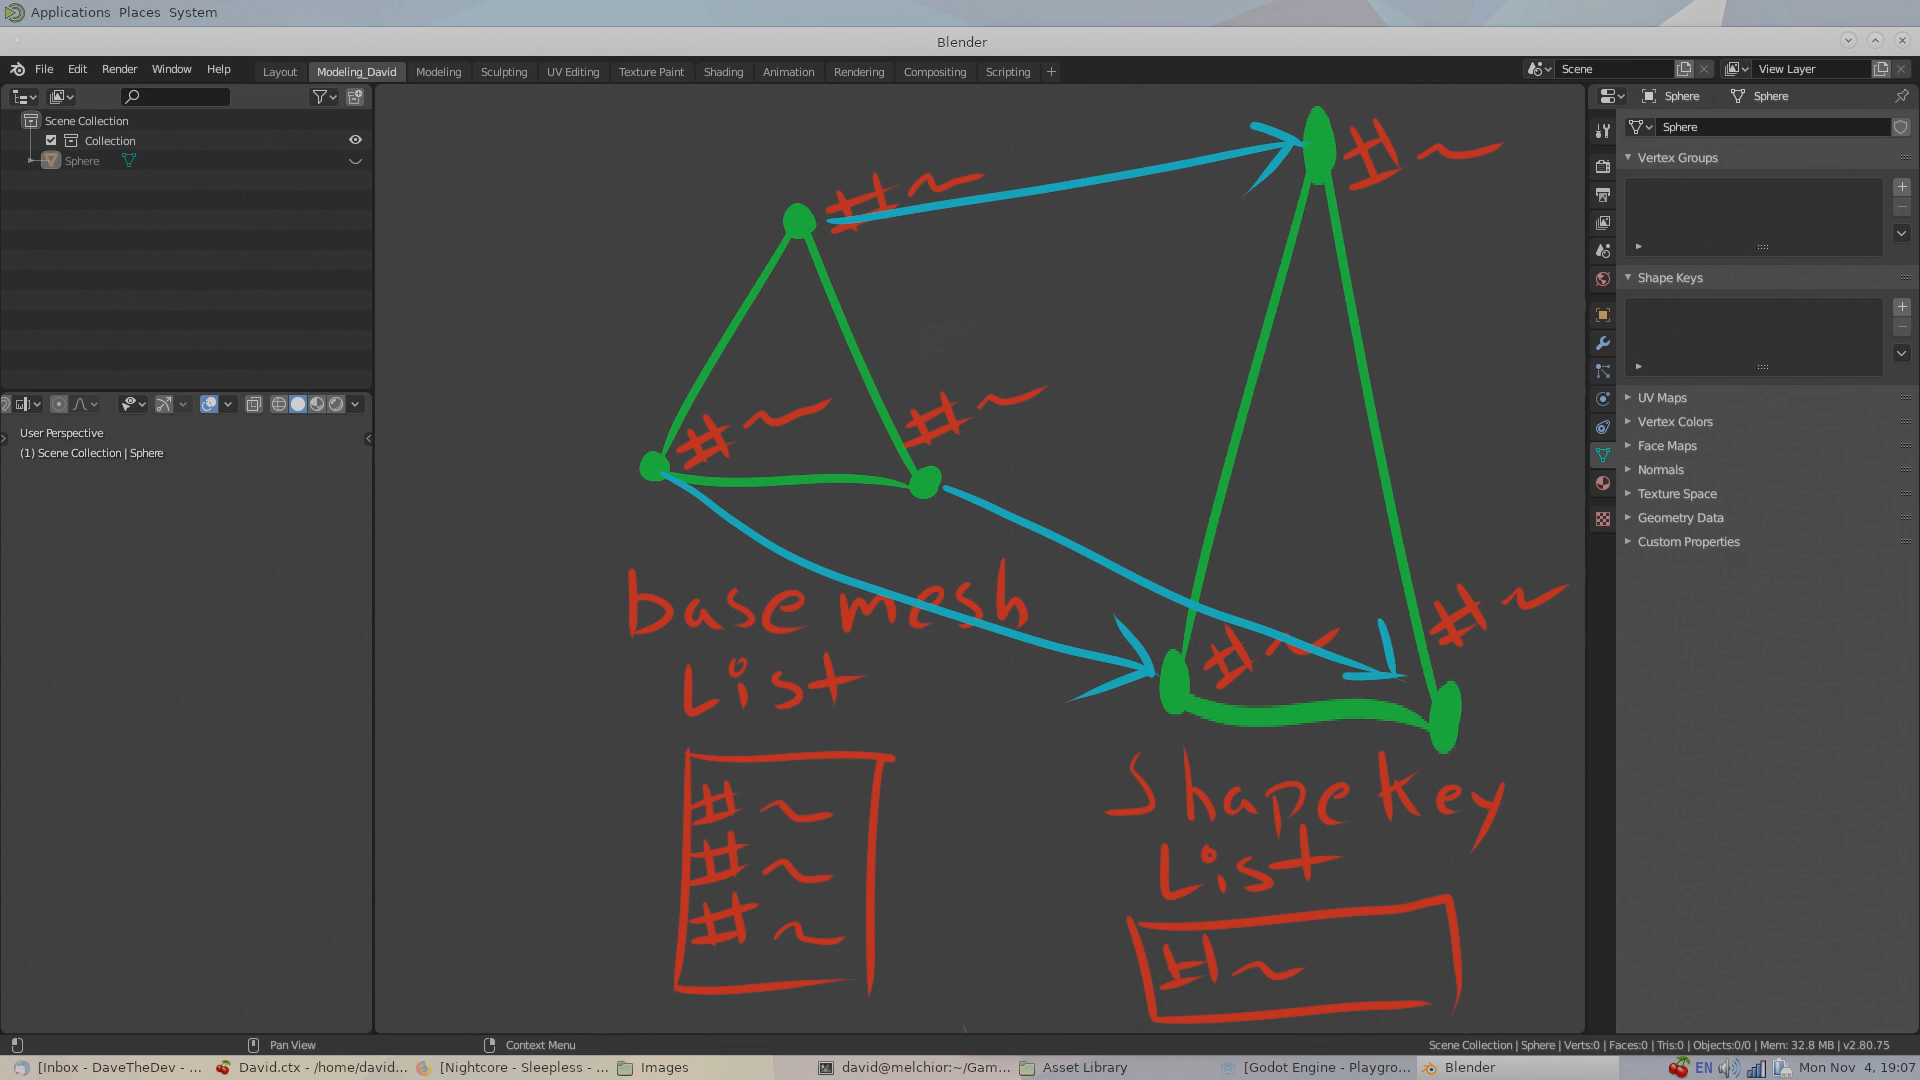 Applications Places System
Blender
File Edit Render Window Help
Layout Modeling_David Modeling Sculpting UV Editing Texture Paint Shading Animation Rendering Compositing Scripting +
Scene
View Layer
Scene Collection
Collection
Sphere
Sphere Sphere
Sphere
Vertex Groups
Shape Keys
UV Maps
Vertex Colors
Face Maps
Normals
Texture Space
Geometry Data
Custom Properties
User Perspective
(1) Scene Collection | Sphere
# ~
# ~
# ~
# ~
# ~
# ~
base mesh
List
# ~
# ~
# ~
Shape key
List
# ~
Pan View
Context Menu
Scene Collection | Sphere | Verts:0 | Faces:0 | Tris:0 | Objects:0/0 | Mem: 32.8 MB | v2.80.75
[Inbox - DaveTheDev - ...
David.ctx - /home/david...
[Nightcore - Sleepless - ...
Images
david@melchior:~/Gam...
Asset Library
[Godot Engine - Playgro...
Blender
EN
Mon Nov 4, 19:07